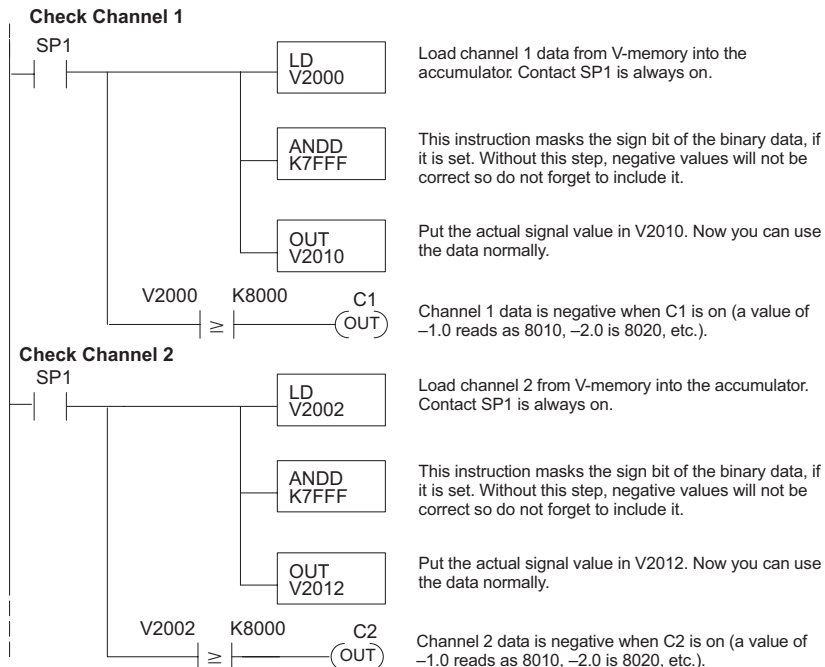 Check Channel 1
SP1
LD
V2000
Load channel 1 data from V-memory into the
accumulator. Contact SP1 is always on.
ANDD
K7FFF
This instruction masks the sign bit of the binary data, if
it is set. Without this step, negative values will not be
correct so do not forget to include it.
OUT
V2010
Put the actual signal value in V2010. Now you can use
the data normally.
V2000 K8000 C1
≥ OUT
Channel 1 data is negative when C1 is on (a value of
–1.0 reads as 8010, –2.0 is 8020, etc.).
Check Channel 2
SP1
LD
V2002
Load channel 2 from V-memory into the accumulator.
Contact SP1 is always on.
ANDD
K7FFF
This instruction masks the sign bit of the binary data, if
it is set. Without this step, negative values will not be
correct so do not forget to include it.
OUT
V2012
Put the actual signal value in V2012. Now you can use
the data normally.
V2002 K8000 C2
≥ OUT
Channel 2 data is negative when C2 is on (a value of
–1.0 reads as 8010, –2.0 is 8020, etc.).